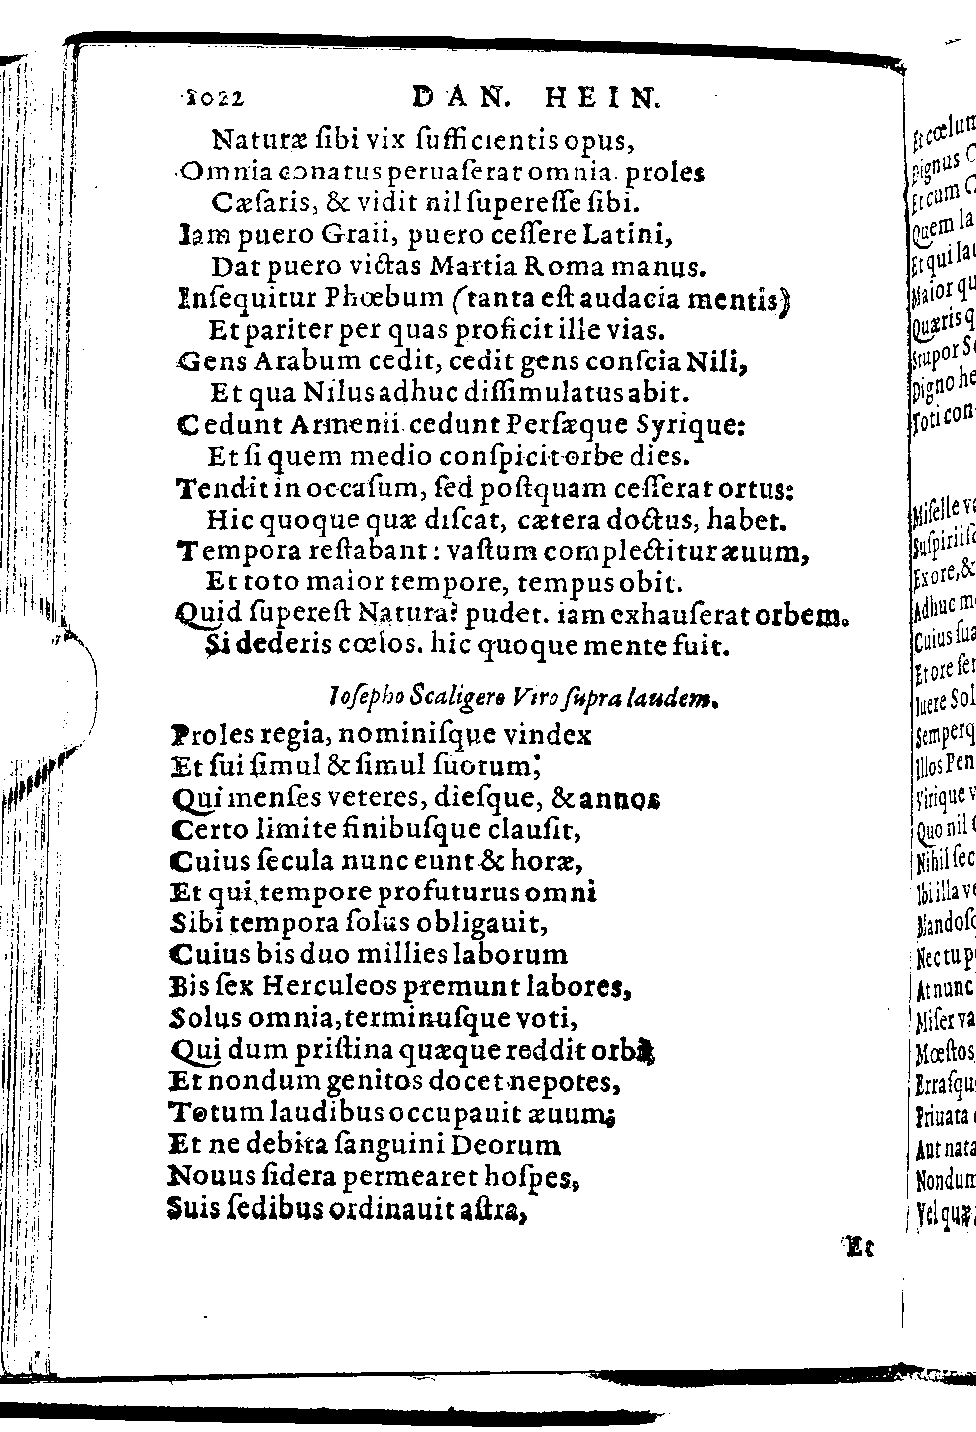 1022 DAN. HEIN.
Naturæ ſibi vix ſufficientis opus,
Omnia conatus peruaſerat omnia. proles
Cæſaris, & vidit nil ſupereſſe ſibi.
Iam puero Graii, puero ceſſere Latini,
Dat puero victas Martia Roma manus.
Inſequitur Phœbum (tanta eſt audacia mentis)
Et pariter per quas proficit ille vias.
Gens Arabum cedit, cedit gens conſcia Nili,
Et qua Nilus adhuc diſſimulatus abit.
Cedunt Armenii cedunt Perſæque Syrique:
Et ſi quem medio conſpicit orbe dies.
Tendit in occaſum, ſed poſtquam ceſſerat ortus:
Hic quoque quæ diſcat, cætera doctus, habet.
Tempora reſtabant: vaſtum complectitur æuum,
Et toto maior tempore, tempus obit.
Quid ſupereſt Natura? pudet. iam exhauſerat orbem.
Si dederis cœlos. hic quoque mente fuit.
Ioſepho Scaligero Viro ſupra laudem.
Proles regia, nominiſque vindex
Et ſui ſimul & ſimul ſuorum;
Qui menſes veteres, dieſque, & annos
Certo limite finibuſque clauſit,
Cuius ſecula nunc eunt & horæ,
Et qui tempore profuturus omni
Sibi tempora ſolus obligauit,
Cuius bis duo millies laborum
Bis ſex Herculeos premunt labores,
Solus omnia, terminuſque voti,
Qui dum priſtina quæque reddit orbi,
Et nondum genitos docet nepotes,
Totum laudibus occupauit æuum;
Et ne debita ſanguini Deorum
Nouus ſidera permearet hoſpes,
Suis ſedibus ordinauit aſtra,
Et
Et cœlum
Dignus
Et cum
Quem la
Et qui lau
Maior qu
Quæris q
Stupor
Digno he
Toti con
Miſelle
Suſpiriiſ
Ex ore, &
Adhuc
Cuius ſua
Et ore fer
Iuere Sol
Semper q
Illos Pen
Virique
Quo nil
Nihil ſec
Ibi illa
Mandoſ
Nec tu p
At nunc
Miſer va
Mœſtos
Erraſqu
Priuata
Aut nata
Nondum
Vel quæ